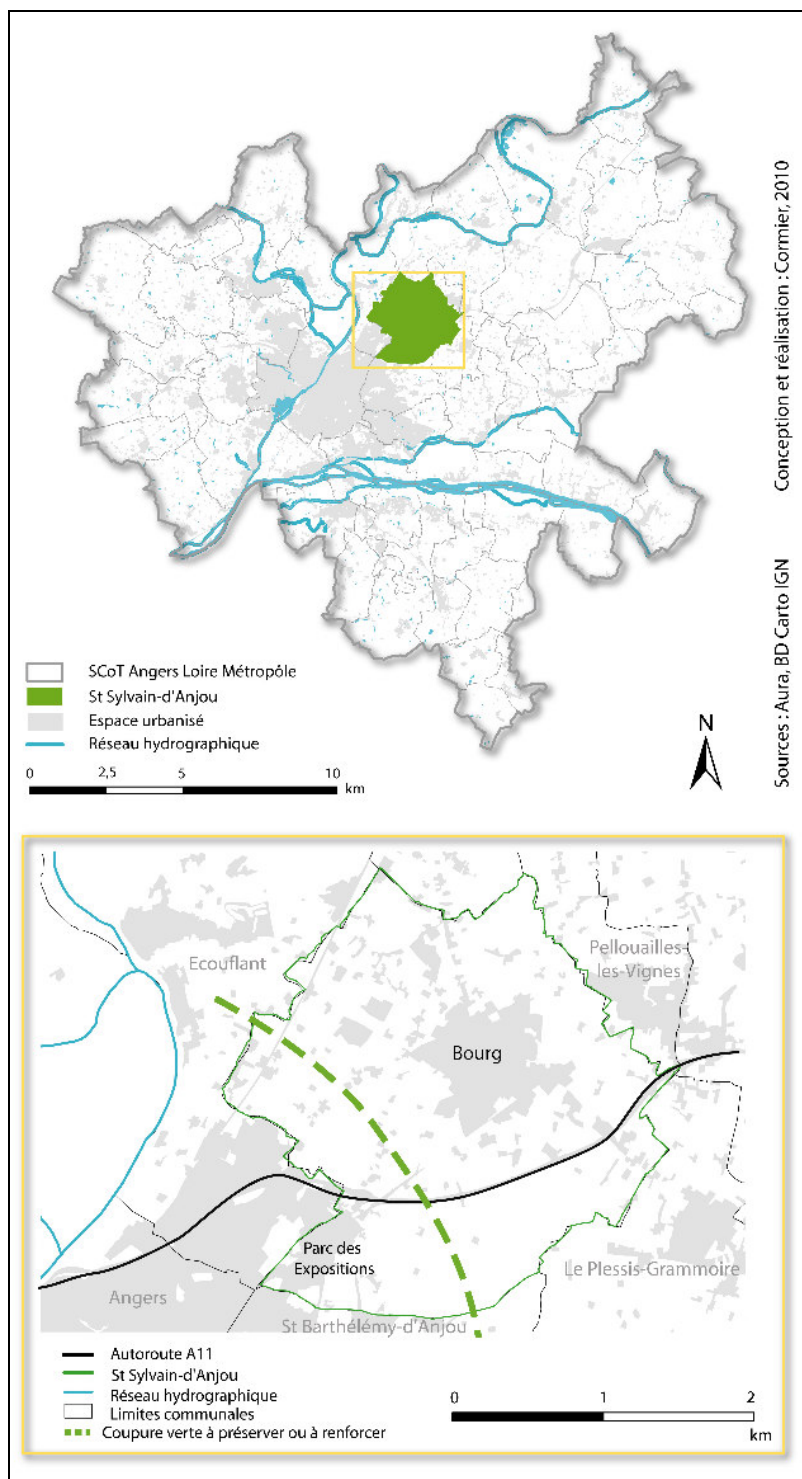 Conception et réalisation : Cormier, 2010
Sources : Aura, BD Carto IGN
SCoT Angers Loire Métropôle
St Sylvain-d'Anjou
Espace urbanisé
Réseau hydrographique
0 2,5 5 10
km
N
Ecouflant
Pellouailles-
les-Vignes
Bourg
Parc des
Expositions
Le Plessis-Grammoire
Angers
St Barthélémy-d'Anjou
Autoroute A11
St Sylvain-d'Anjou
Réseau hydrographique
Limites communales
Coupure verte à préserver ou à renforcer
0 1 2
km